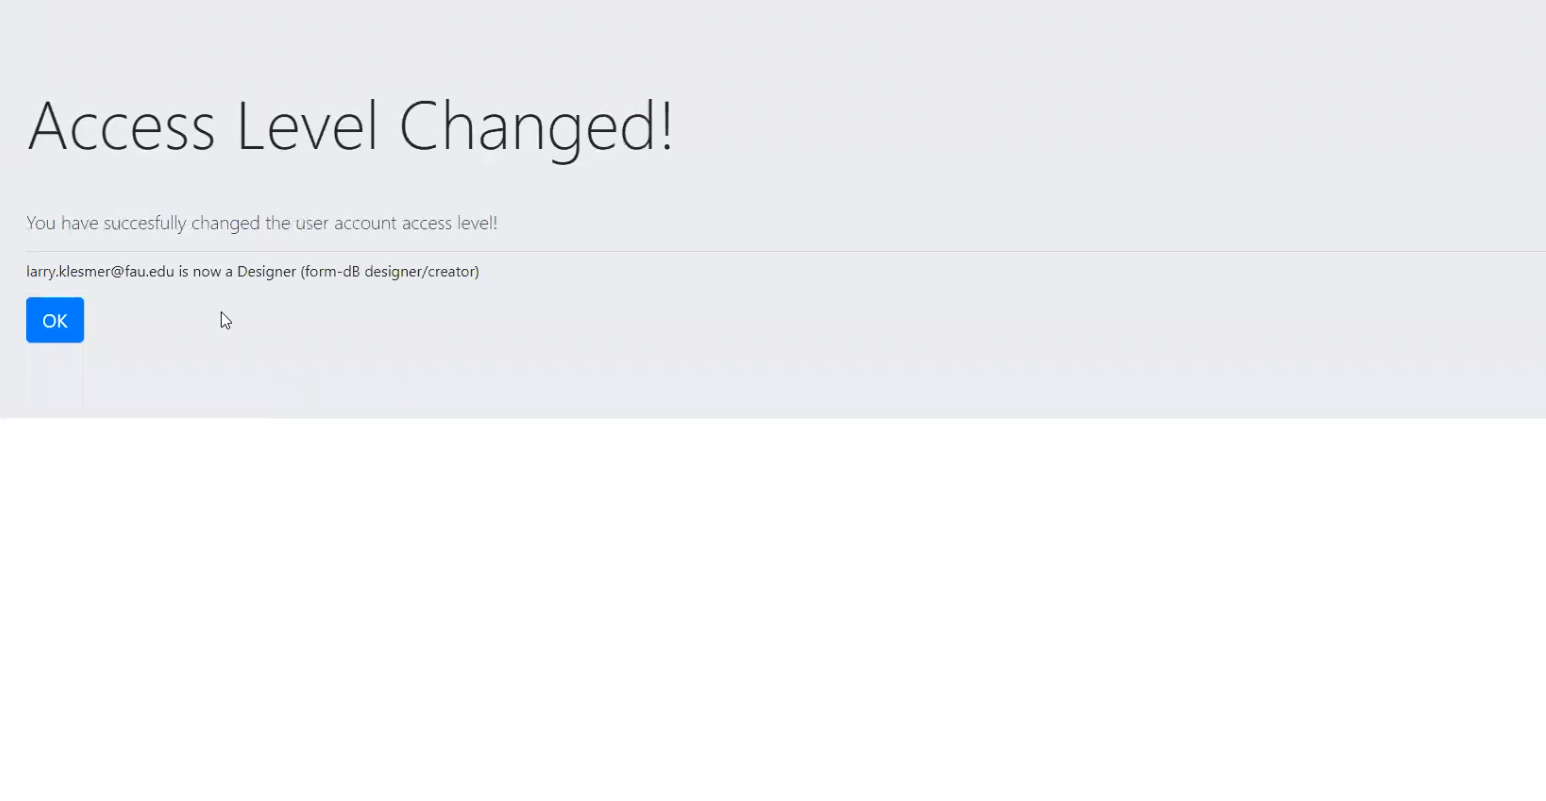 Access Level Changed!
You have succesfully changed the user account access level!
larry.klesmer@fau.edu is now a Designer (form-dB designer/creator)
OK